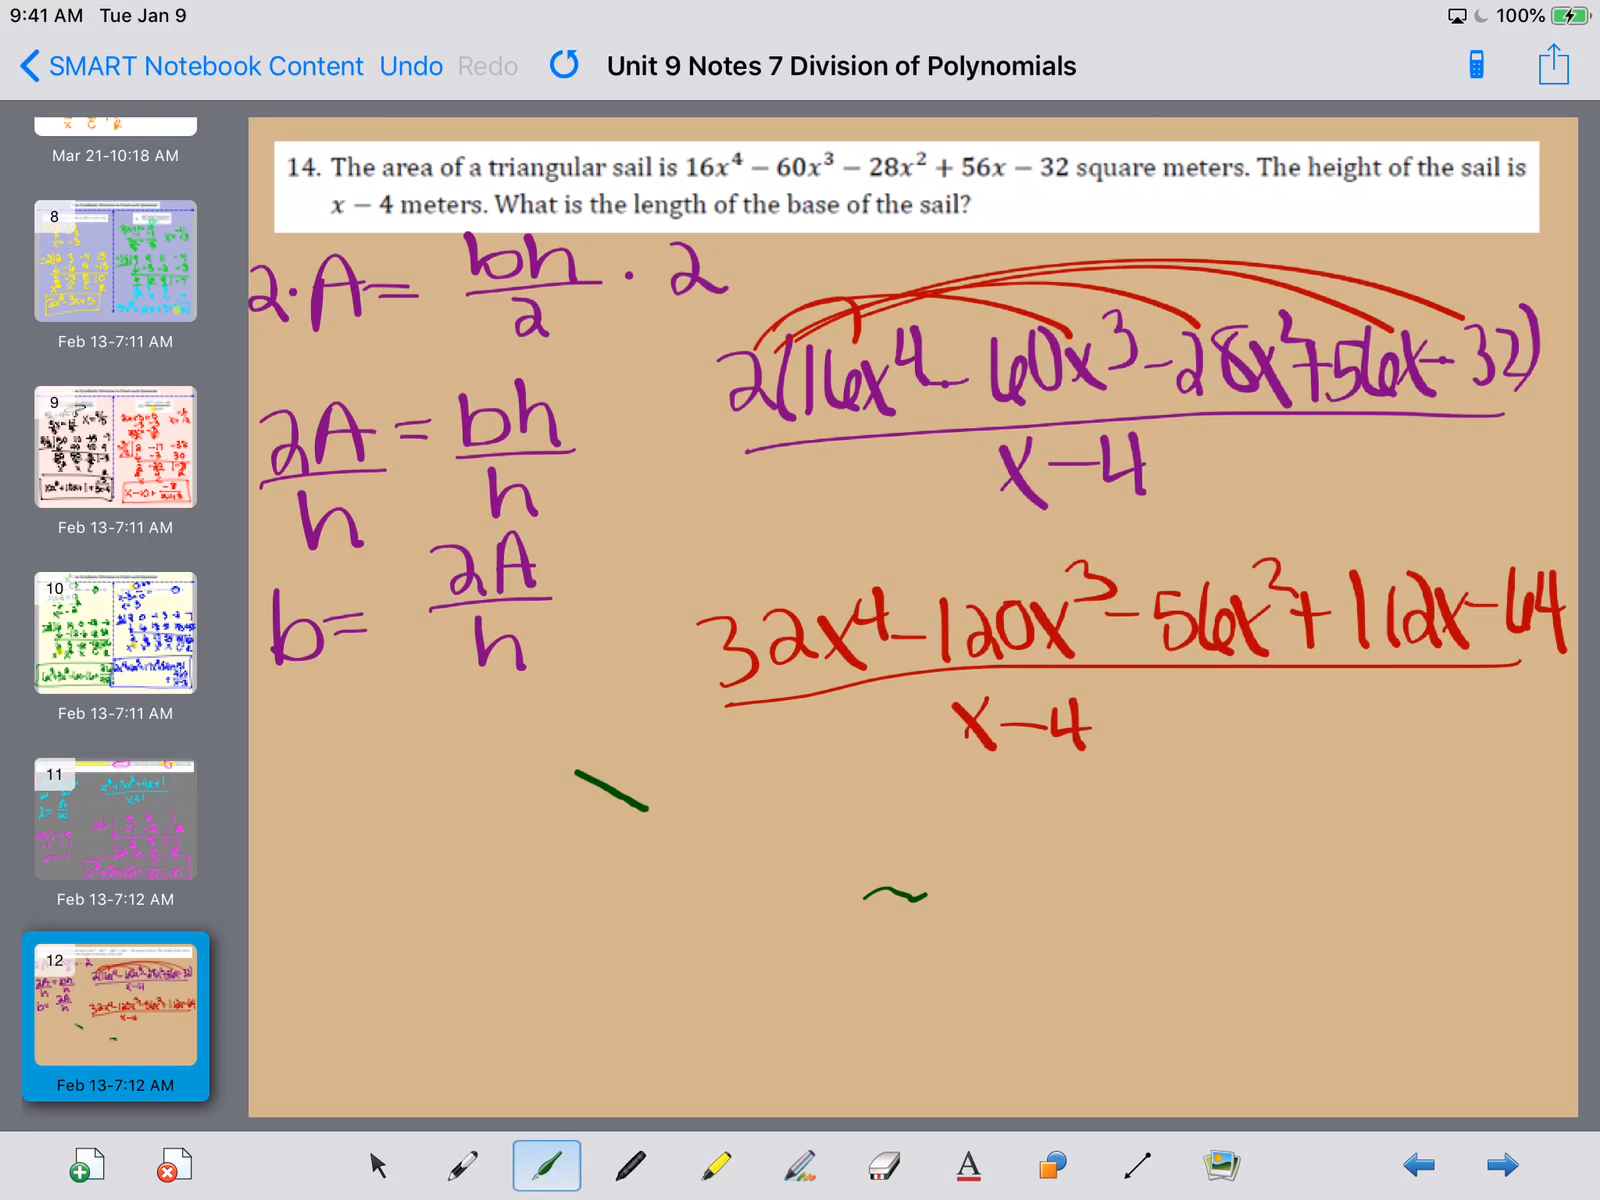 9:41 AM Tue Jan 9
100%
SMART Notebook Content Undo Redo Unit 9 Notes 7 Division of Polynomials
Mar 21-10:18 AM
8
Feb 13-7:11 AM
9
Feb 13-7:11 AM
10
Feb 13-7:11 AM
11
Feb 13-7:12 AM
12
Feb 13-7:12 AM
14. The area of a triangular sail is 16x⁴ − 60x³ − 28x² + 56x − 32 square meters. The height of the sail is
x − 4 meters. What is the length of the base of the sail?
2·A = bh/2 · 2
2A/h = bh/h
b = 2A/h
2(16x⁴ - 60x³ - 28x² + 56x - 32)
x - 4
32x⁴ - 120x³ - 56x² + 112x - 64
x - 4
A